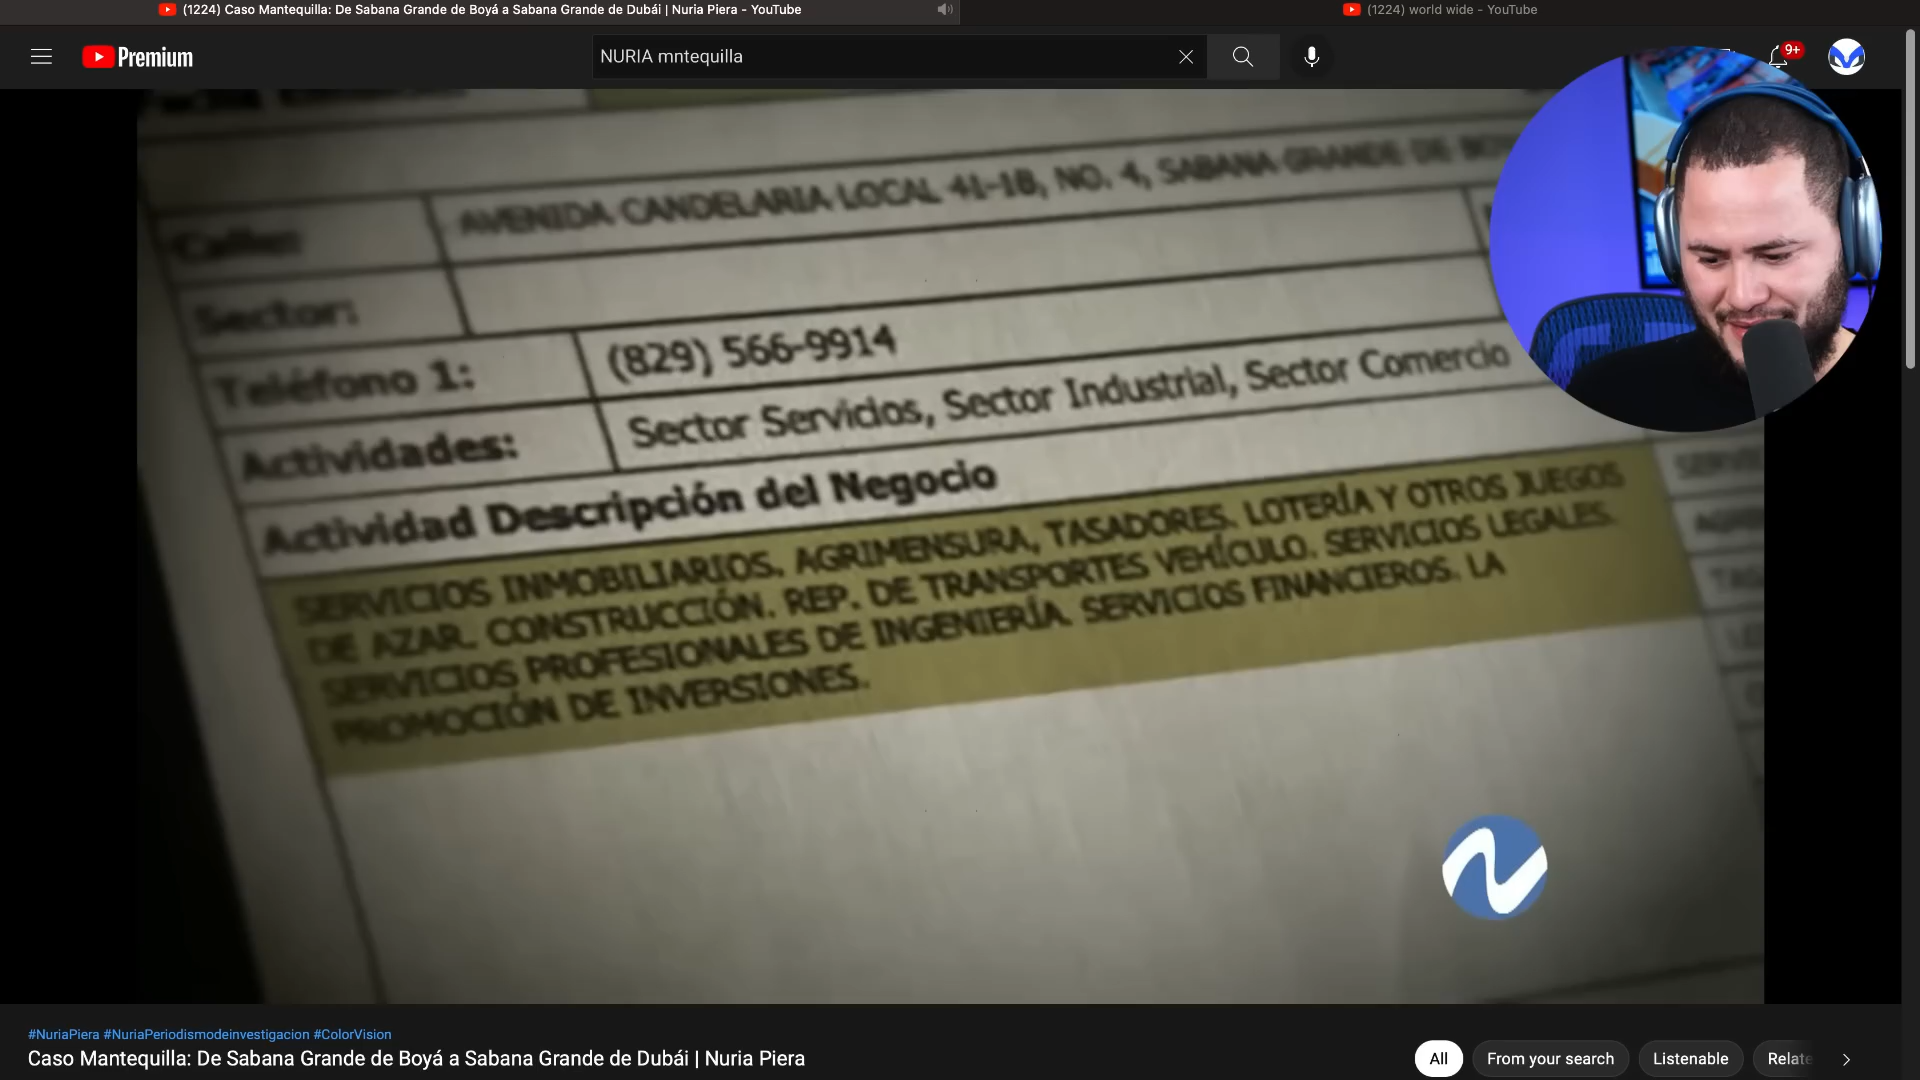 (1224) Caso Mantequilla: De Sabana Grande de Boyá a Sabana Grande de Dubái | Nuria Piera - YouTube
(1224) world wide - YouTube
Premium
NURIA mntequilla
9+
Calle:
AVENIDA CANDELARIA LOCAL 41-1B, NO. 4, SABANA GRANDE DE
Sector:
Teléfono 1:
(829) 566-9914
Actividades:
Sector Servicios, Sector Industrial, Sector Comercio
Actividad Descripción del Negocio
SERVICIOS INMOBILIARIOS. AGRIMENSURA, TASADORES. LOTERÍA Y OTROS JUEGOS
DE AZAR. CONSTRUCCIÓN. REP. DE TRANSPORTES VEHÍCULO. SERVICIOS LEGALES.
SERVICIOS PROFESIONALES DE INGENIERÍA. SERVICIOS FINANCIEROS. LA
PROMOCIÓN DE INVERSIONES.
#NuriaPiera #NuriaPeriodismodeinvestigacion #ColorVision
Caso Mantequilla: De Sabana Grande de Boyá a Sabana Grande de Dubái | Nuria Piera
All
From your search
Listenable
Relate